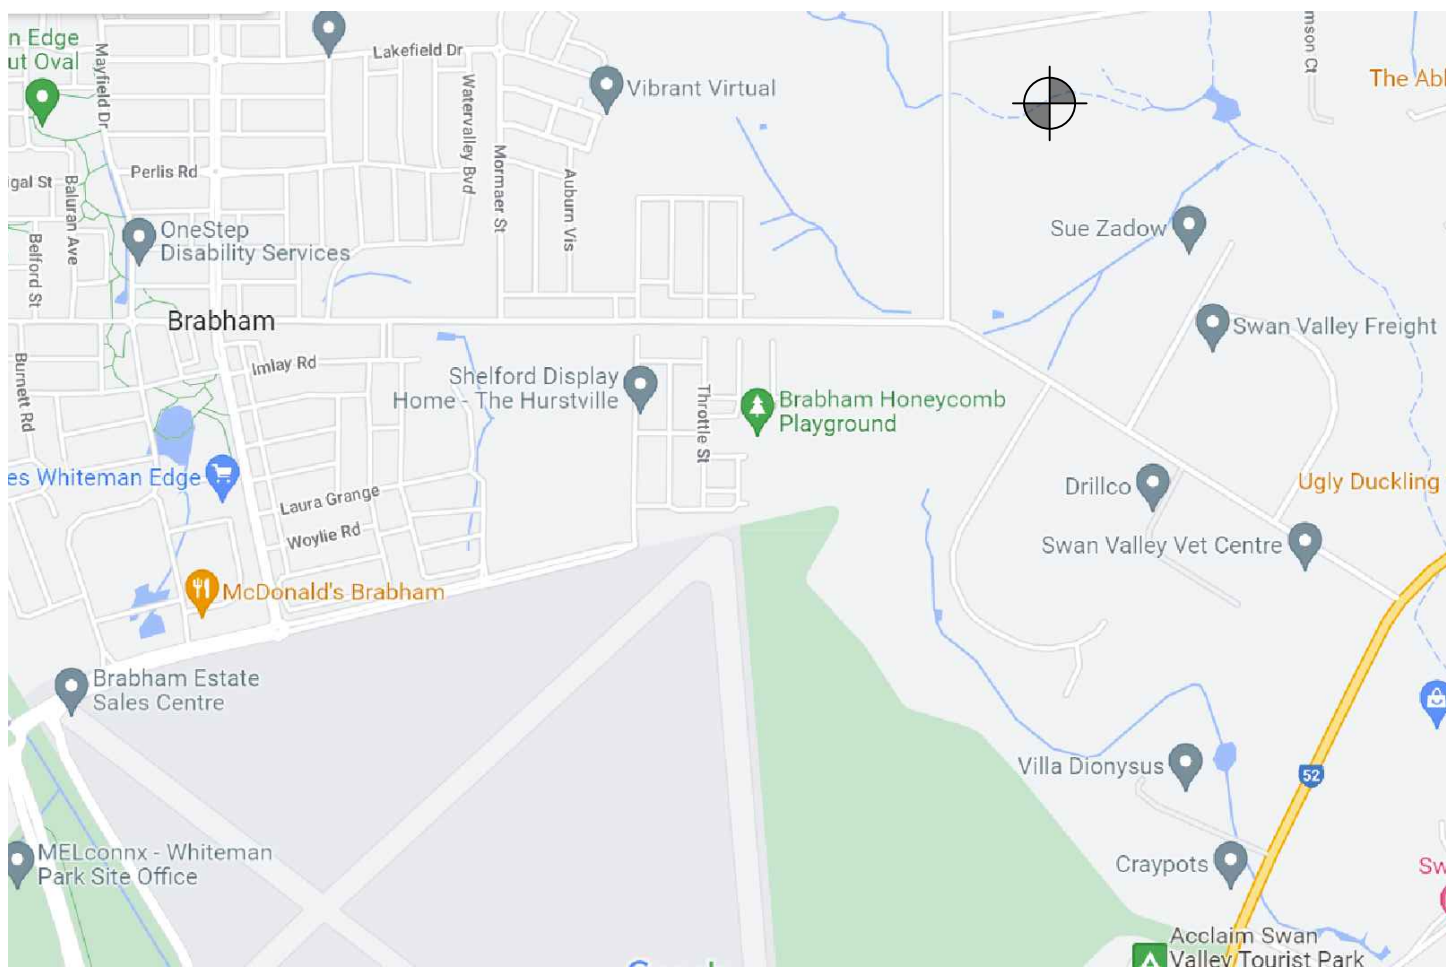 n Edge
ut Oval
Mayfield Dr
Lakefield Dr
Watervalley Bvd
Vibrant Virtual
mson Ct
The Abl
Perlis Rd
Mormaer St
Auburn Vis
igal St
Baluran Ave
Belford St
OneStep
Disability Services
Sue Zadow
Brabham
Swan Valley Freight
Burnett Rd
Imlay Rd
Shelford Display
Home - The Hurstville
Throttle St
Brabham Honeycomb
Playground
es Whiteman Edge
Laura Grange
Woylie Rd
Drillco
Ugly Duckling
Swan Valley Vet Centre
McDonald's Brabham
Brabham Estate
Sales Centre
Villa Dionysus
52
MELconnx - Whiteman
Park Site Office
Craypots
Sw
Acclaim Swan
Valley Tourist Park